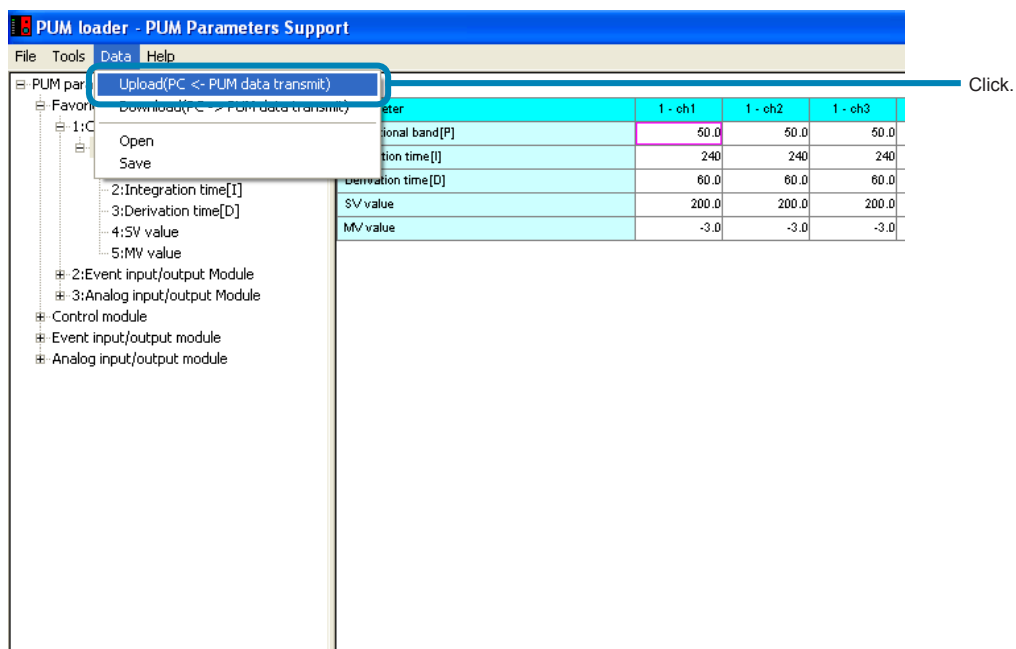 PUM loader - PUM Parameters Support
File Tools Data Help
PUM par
Upload(PC <- PUM data transmit)
Click.
Favori
Download(PC -> PUM data transmit)
eter 1 - ch1 1 - ch2 1 - ch3
1:C
Open
ional band[P] 50.0 50.0 50.0
Save
tion time[I] 240 240 240
2:Integration time[I]
Derivation time[D] 60.0 60.0 60.0
3:Derivation time[D]
SV value 200.0 200.0 200.0
4:SV value
MV value -3.0 -3.0 -3.0
5:MV value
2:Event input/output Module
3:Analog input/output Module
Control module
Event input/output module
Analog input/output module